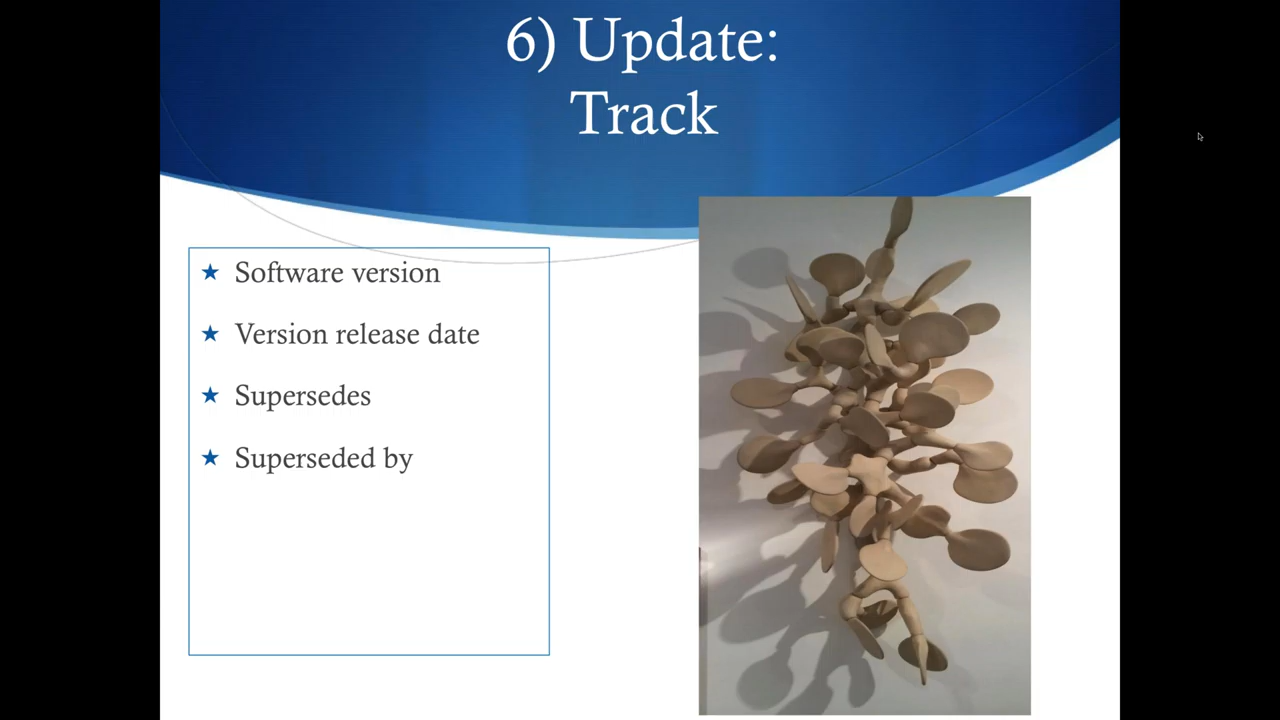 6) Update:
Track
Software version
Version release date
Supersedes
Superseded by